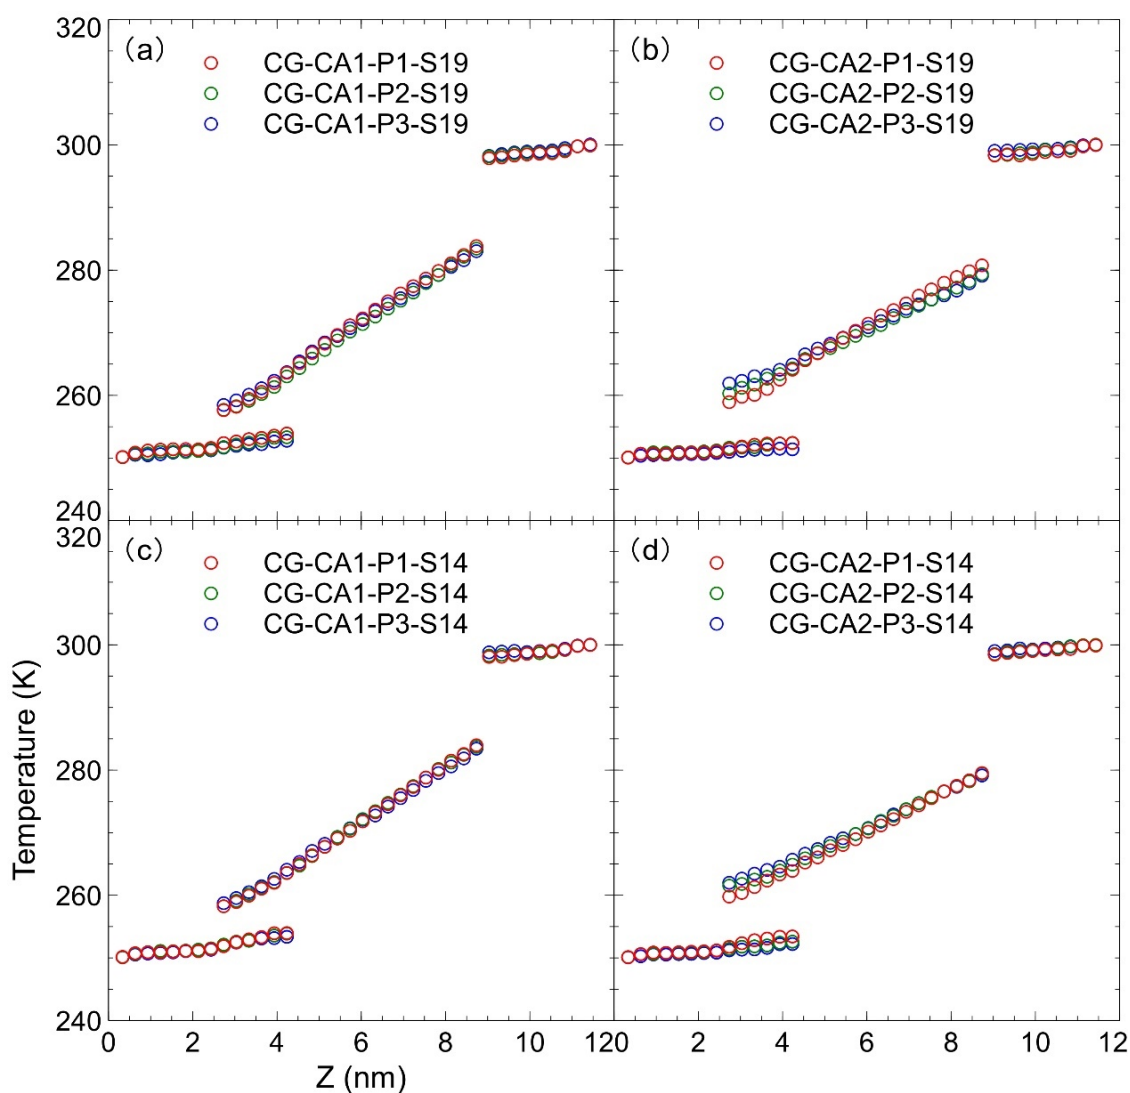 320
(a)
CG-CA1-P1-S19
CG-CA1-P2-S19
CG-CA1-P3-S19
300
280
260
240
(b)
CG-CA2-P1-S19
CG-CA2-P2-S19
CG-CA2-P3-S19
320
(c)
CG-CA1-P1-S14
CG-CA1-P2-S14
CG-CA1-P3-S14
300
280
260
240
(d)
CG-CA2-P1-S14
CG-CA2-P2-S14
CG-CA2-P3-S14
Temperature (K)
0 2 4 6 8 10 120 2 4 6 8 10 12
Z (nm)